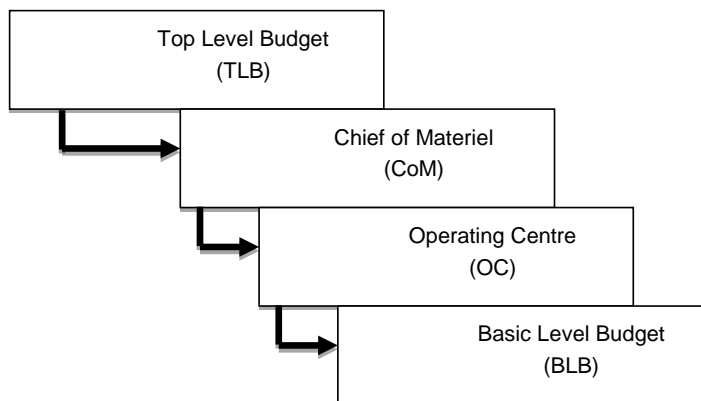 Top Level Budget
(TLB)
Chief of Materiel
(CoM)
Operating Centre
(OC)
Basic Level Budget
(BLB)